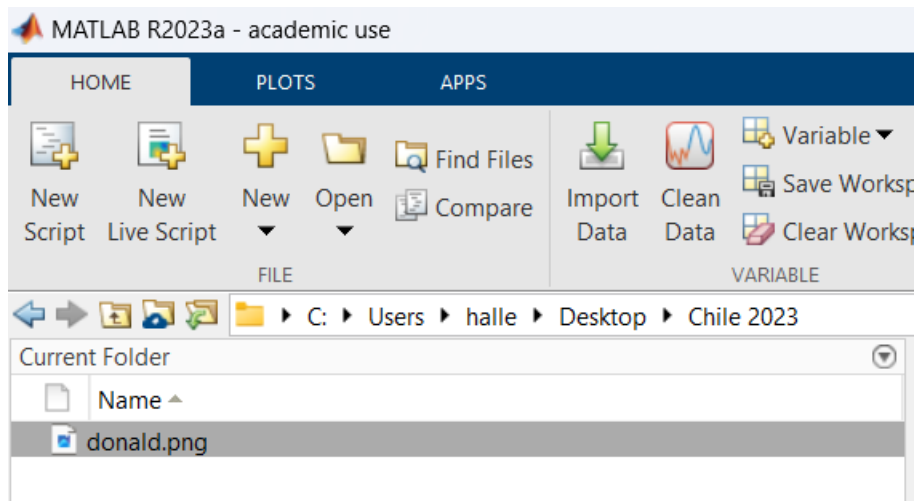 MATLAB R2023a - academic use
HOME PLOTS APPS
New Script
New Live Script
New
Open
Find Files
Compare
Import Data
Clean Data
Variable
Save Worksp
Clear Worksp
FILE VARIABLE
C: Users halle Desktop Chile 2023
Current Folder
Name
donald.png